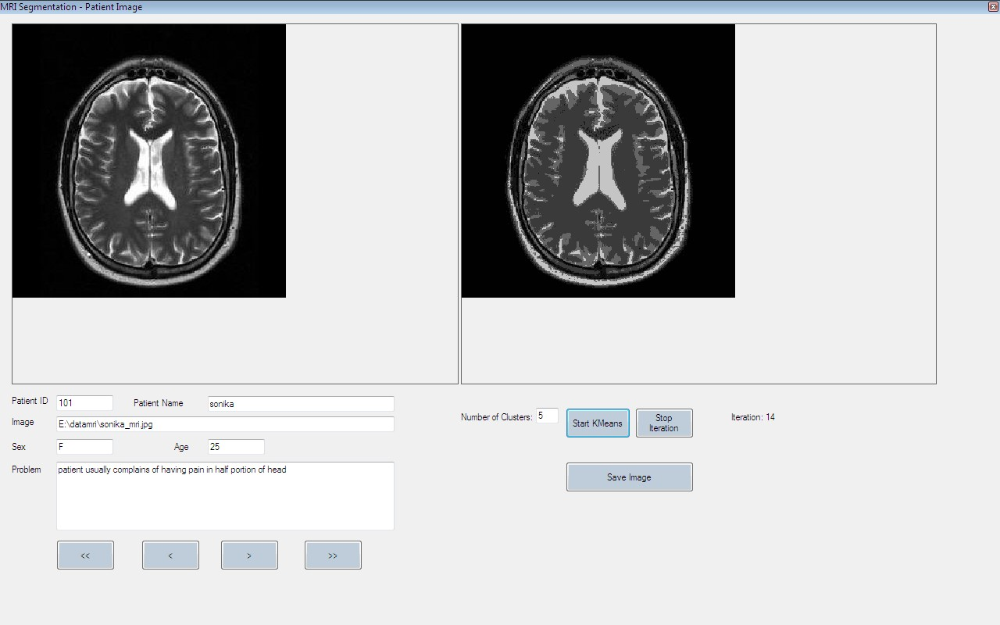 MRI Segmentation - Patient Image
Patient ID 101 Patient Name sonika
Image E:\datamri\sonika_mri.jpg
Sex F Age 25
Problem patient usually complains of having pain in half portion of head
<< < > >>
Number of Clusters: 5 Start KMeans Stop Iteration Iteration: 14
Save Image